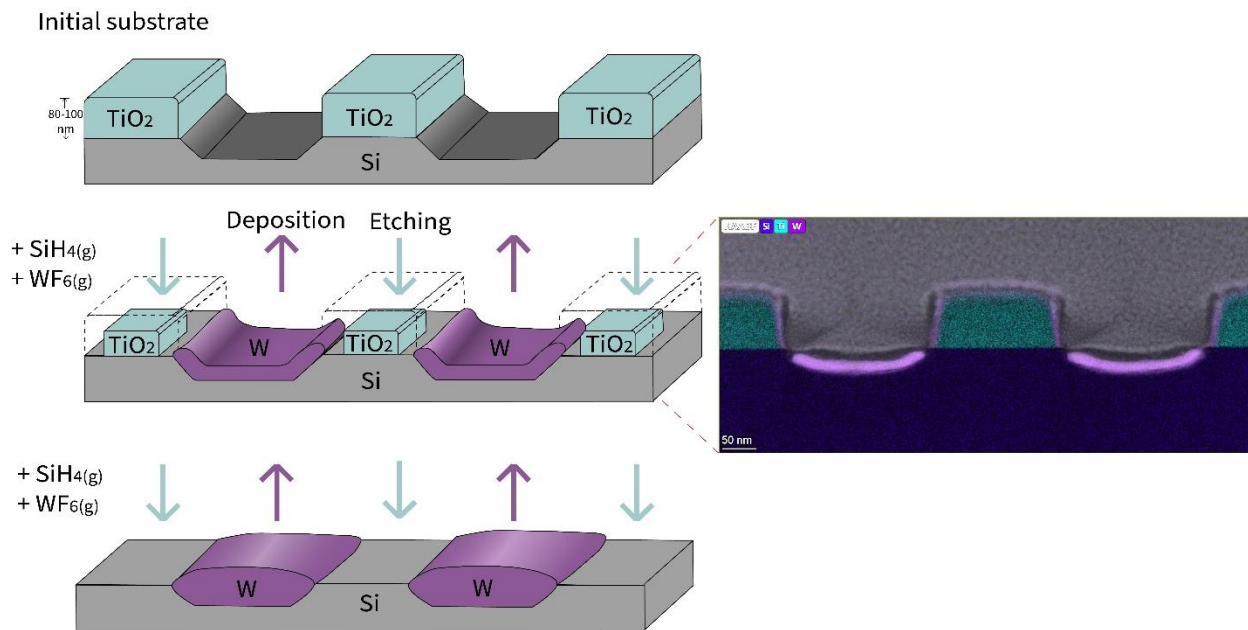 Initial substrate
80-100
nm
TiO₂ TiO₂ TiO₂
Si
Deposition Etching
+ SiH₄(g)
+ WF₆(g)
TiO₂ W TiO₂ W TiO₂
Si
HAADF Si Ti W
50 nm
+ SiH₄(g)
+ WF₆(g)
W W
Si